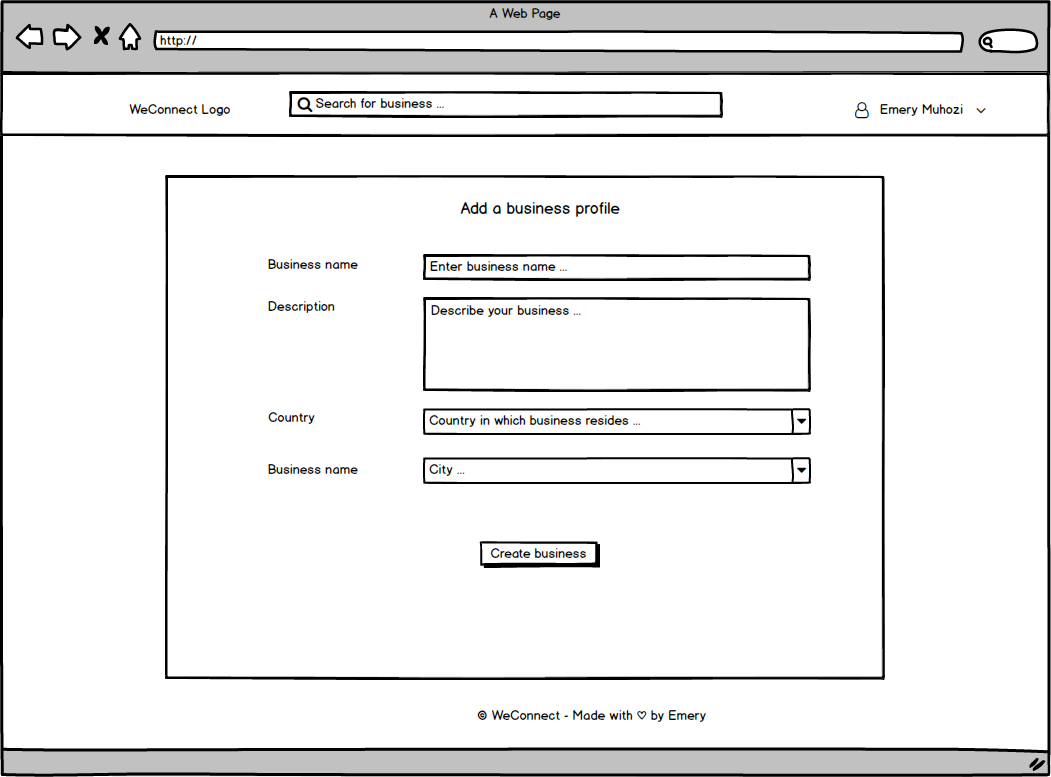 A Web Page
http://
WeConnect Logo
Search for business ...
Emery Muhozi
Add a business profile
Business name
Enter business name ...
Description
Describe your business ...
Country
Country in which business resides ...
Business name
City ...
Create business
© WeConnect - Made with ♡ by Emery